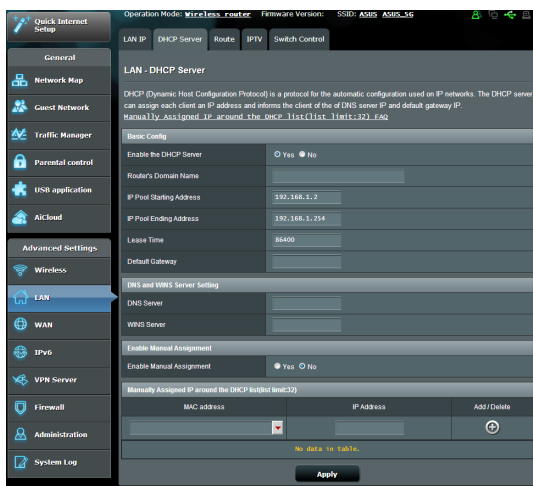 Quick Internet
Setup
Operation Mode: Wireless router Firmware Version: SSID: ASUS ASUS_5G
LAN IP DHCP Server Route IPTV Switch Control
General
Network Map
Guest Network
Traffic Manager
Parental control
USB application
AiCloud
Advanced Settings
Wireless
LAN
WAN
IPv6
VPN Server
Firewall
Administration
System Log
LAN - DHCP Server
DHCP (Dynamic Host Configuration Protocol) is a protocol for the automatic configuration used on IP networks. The DHCP server
can assign each client an IP address and informs the client of the of DNS server IP and default gateway IP.
Manually Assigned IP around the DHCP list(list limit:32) FAQ
Basic Config
Enable the DHCP Server Yes No
Router's Domain Name
IP Pool Starting Address 192.168.1.2
IP Pool Ending Address 192.168.1.254
Lease Time 86400
Default Gateway
DNS and WINS Server Setting
DNS Server
WINS Server
Enable Manual Assignment
Enable Manual Assignment Yes No
Manually Assigned IP around the DHCP list(list limit:32)
MAC address IP Address Add / Delete
No data in table.
Apply